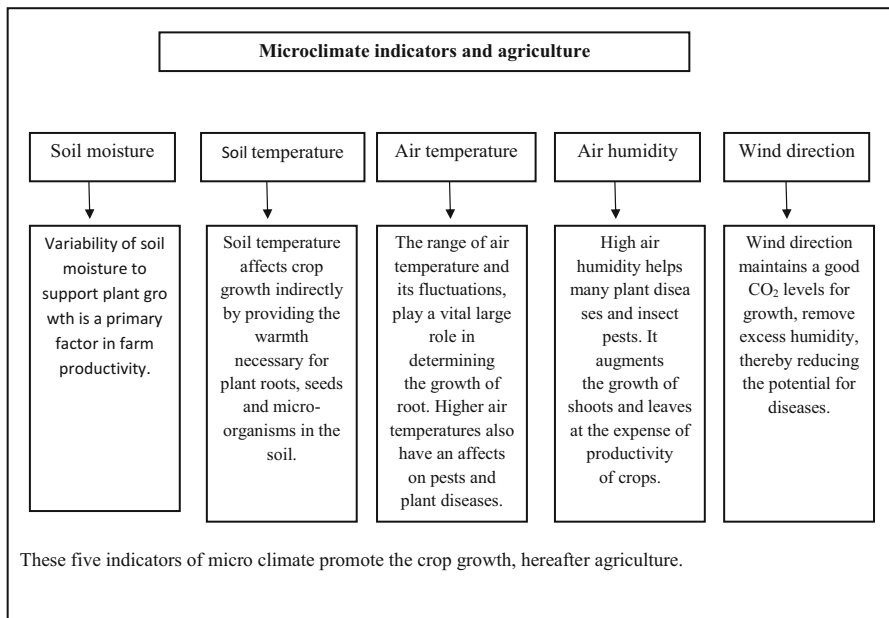 Microclimate indicators and agriculture
Soil moisture
Soil temperature
Air temperature
Air humidity
Wind direction
Variability of soil
moisture to
support plant gro
wth is a primary
factor in farm
productivity.
Soil temperature
affects crop
growth indirectly
by providing the
warmth
necessary for
plant roots, seeds
and micro-
organisms in the
soil.
The range of air
temperature and
its fluctuations,
play a vital large
role in
determining
the growth of
root. Higher air
temperatures also
have an affects
on pests and
plant diseases.
High air
humidity helps
many plant disea
ses and insect
pests. It
augments
the growth of
shoots and leaves
at the expense of
productivity
of crops.
Wind direction
maintains a good
CO₂ levels for
growth, remove
excess humidity,
thereby reducing
the potential for
diseases.
These five indicators of micro climate promote the crop growth, hereafter agriculture.